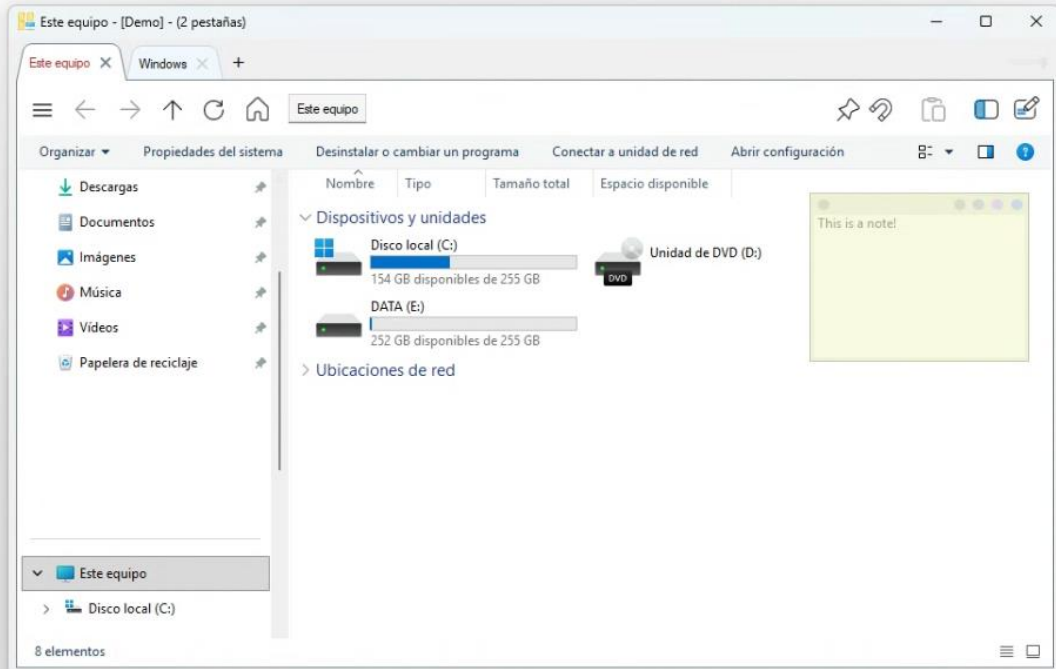 Este equipo - [Demo] - (2 pestañas)
Este equipo
Windows
Este equipo
Organizar
Propiedades del sistema
Desinstalar o cambiar un programa
Conectar a unidad de red
Abrir configuración
Nombre
Tipo
Tamaño total
Espacio disponible
Descargas
Documentos
Imágenes
Música
Vídeos
Papelera de reciclaje
Dispositivos y unidades
Disco local (C:)
154 GB disponibles de 255 GB
Unidad de DVD (D:)
DVD
DATA (E:)
252 GB disponibles de 255 GB
Ubicaciones de red
This is a note!
Este equipo
Disco local (C:)
8 elementos